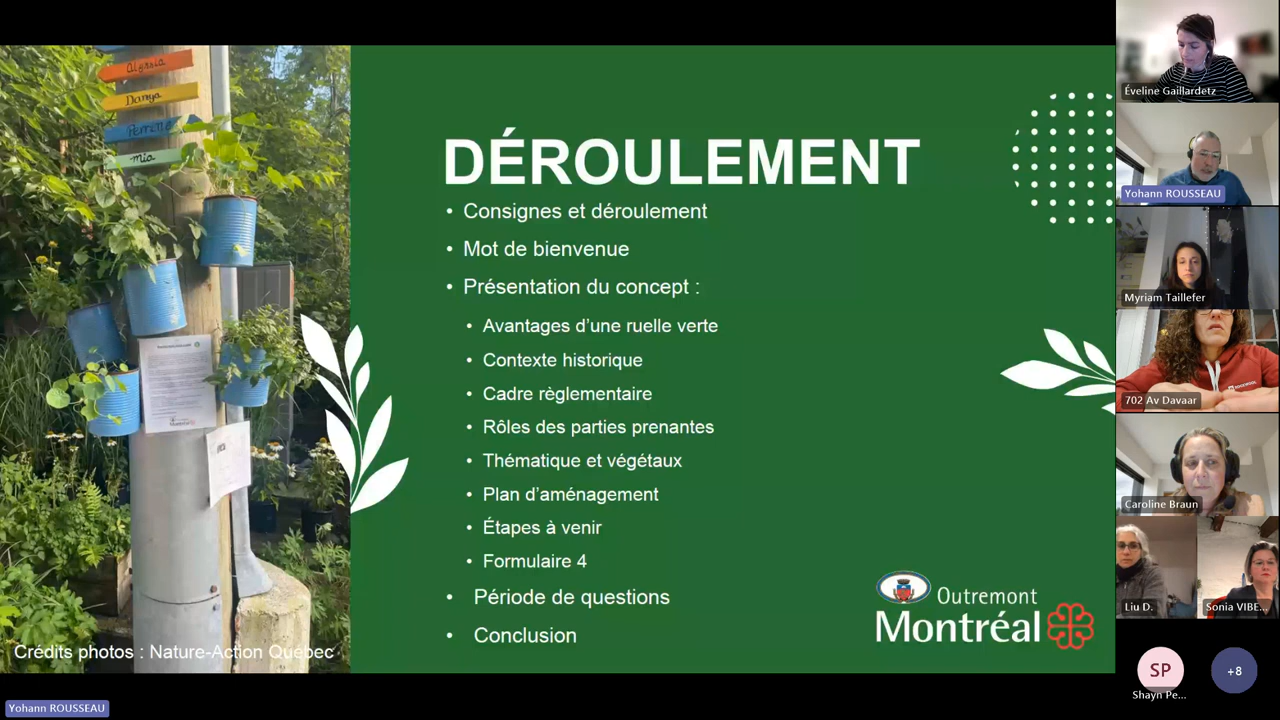 Alyssia
Danya
Perrette
mia
DÉROULEMENT
• Consignes et déroulement
• Mot de bienvenue
• Présentation du concept :
• Avantages d’une ruelle verte
• Contexte historique
• Cadre règlementaire
• Rôles des parties prenantes
• Thématique et végétaux
• Plan d’aménagement
• Étapes à venir
• Formulaire 4
• Période de questions
• Conclusion
Outremont
Montréal
Crédits photos : Nature-Action Québec
Yohann ROUSSEAU
Éveline Gaillardetz
Yohann ROUSSEAU
Myriam Taillefer
702 Av Davaar
Caroline Braun
Liu D.
Sonia VIBE...
SP
Shayn Pe...
+8